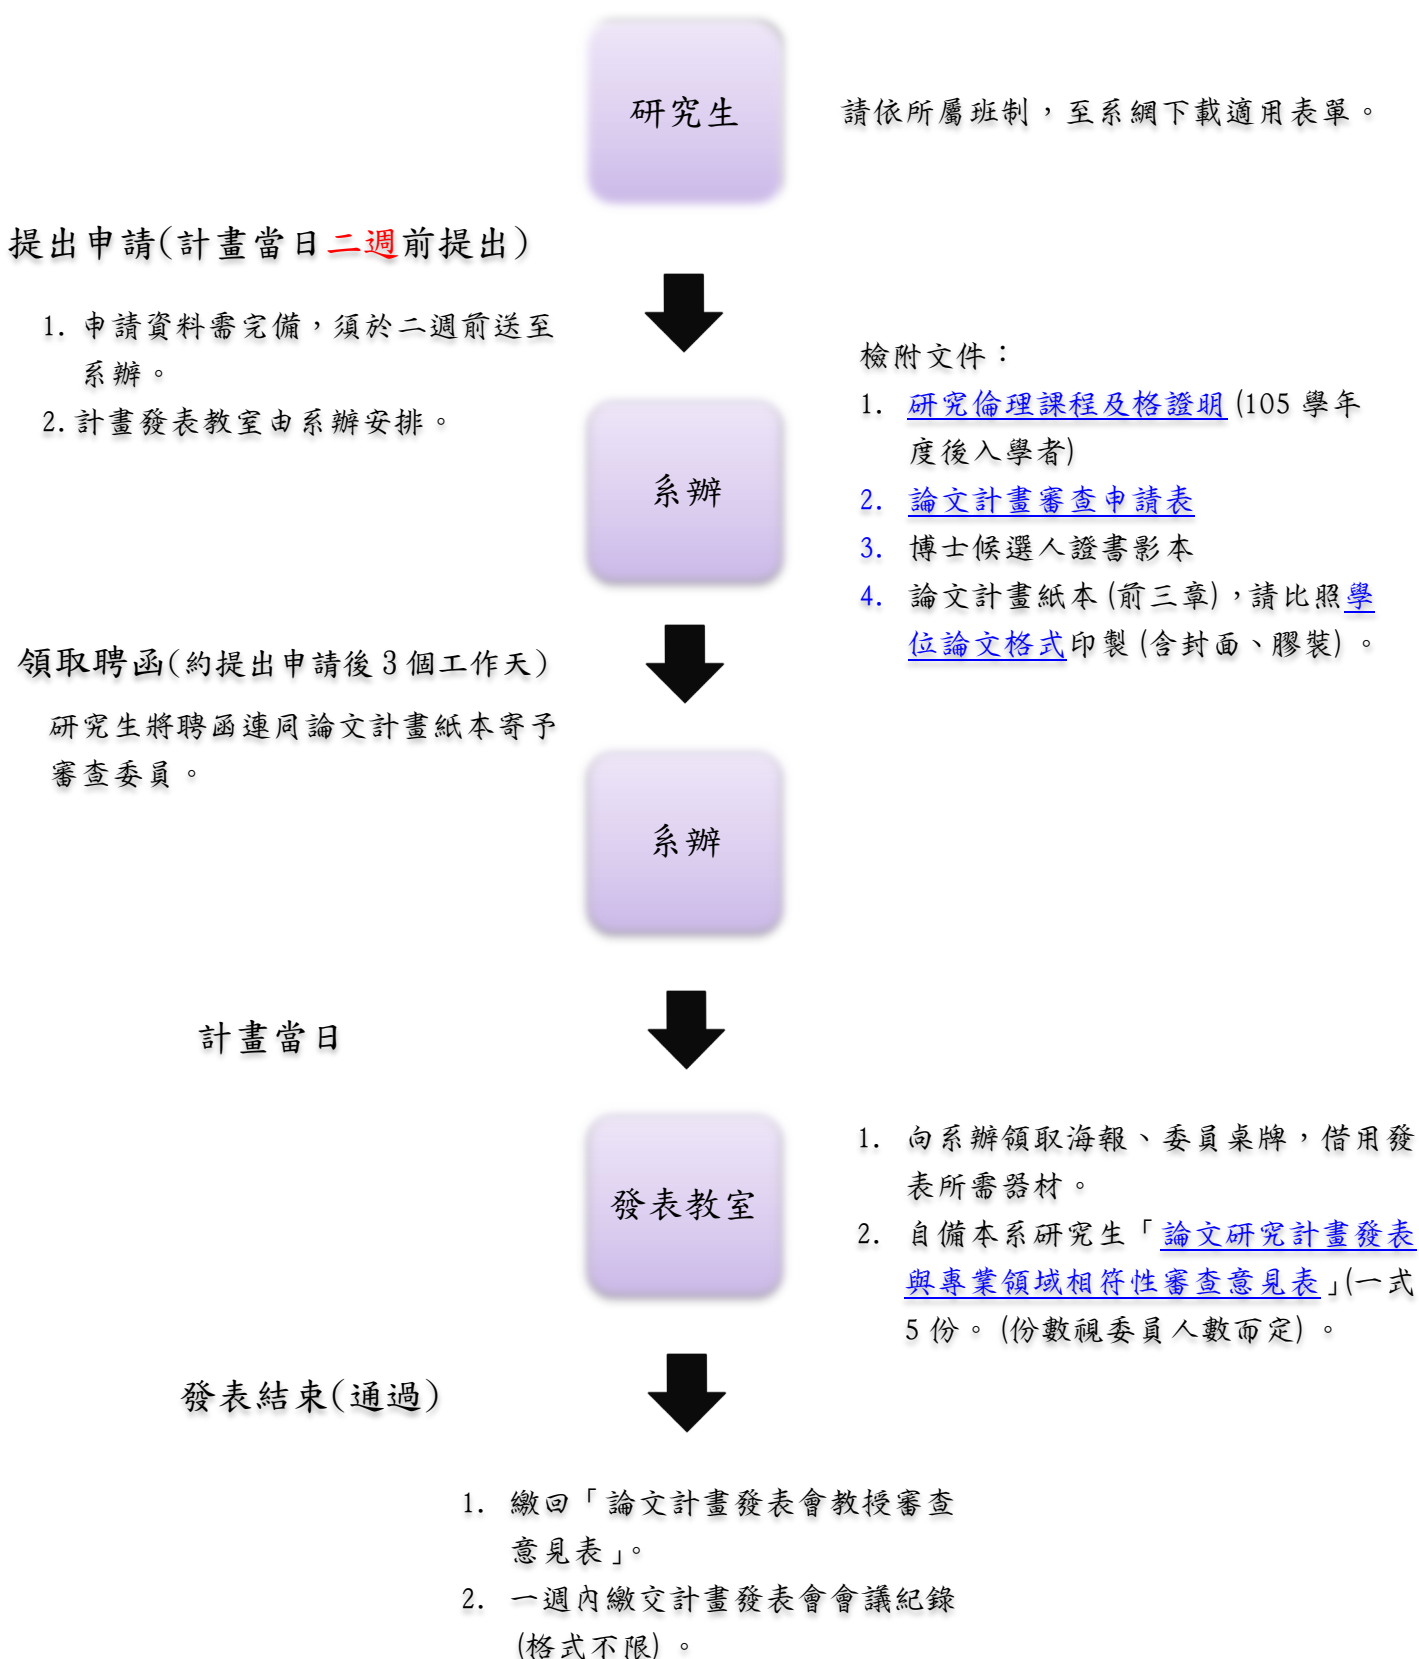 研究生
請依所屬班制，至系網下載適用表單。
提出申請(計畫當日二週前提出)
1. 申請資料需完備，須於二週前送至
系辦。
2. 計畫發表教室由系辦安排。
檢附文件：
1. 研究倫理課程及格證明(105 學年
度後入學者)
2. 論文計畫審查申請表
3. 博士候選人證書影本
4. 論文計畫紙本(前三章)，請比照學
位論文格式印製(含封面、膠裝)。
系辦
領取聘函(約提出申請後 3 個工作天)
研究生將聘函連同論文計畫紙本寄予
審查委員。
系辦
計畫當日
發表教室
1. 向系辦領取海報、委員桌牌，借用發
表所需器材。
2. 自備本系研究生「論文研究計畫發表
與專業領域相符性審查意見表」(一式
5 份。(份數視委員人數而定)。
發表結束(通過)
1. 繳回「論文計畫發表會教授審查
意見表」。
2. 一週內繳交計畫發表會會議紀錄
(格式不限)。